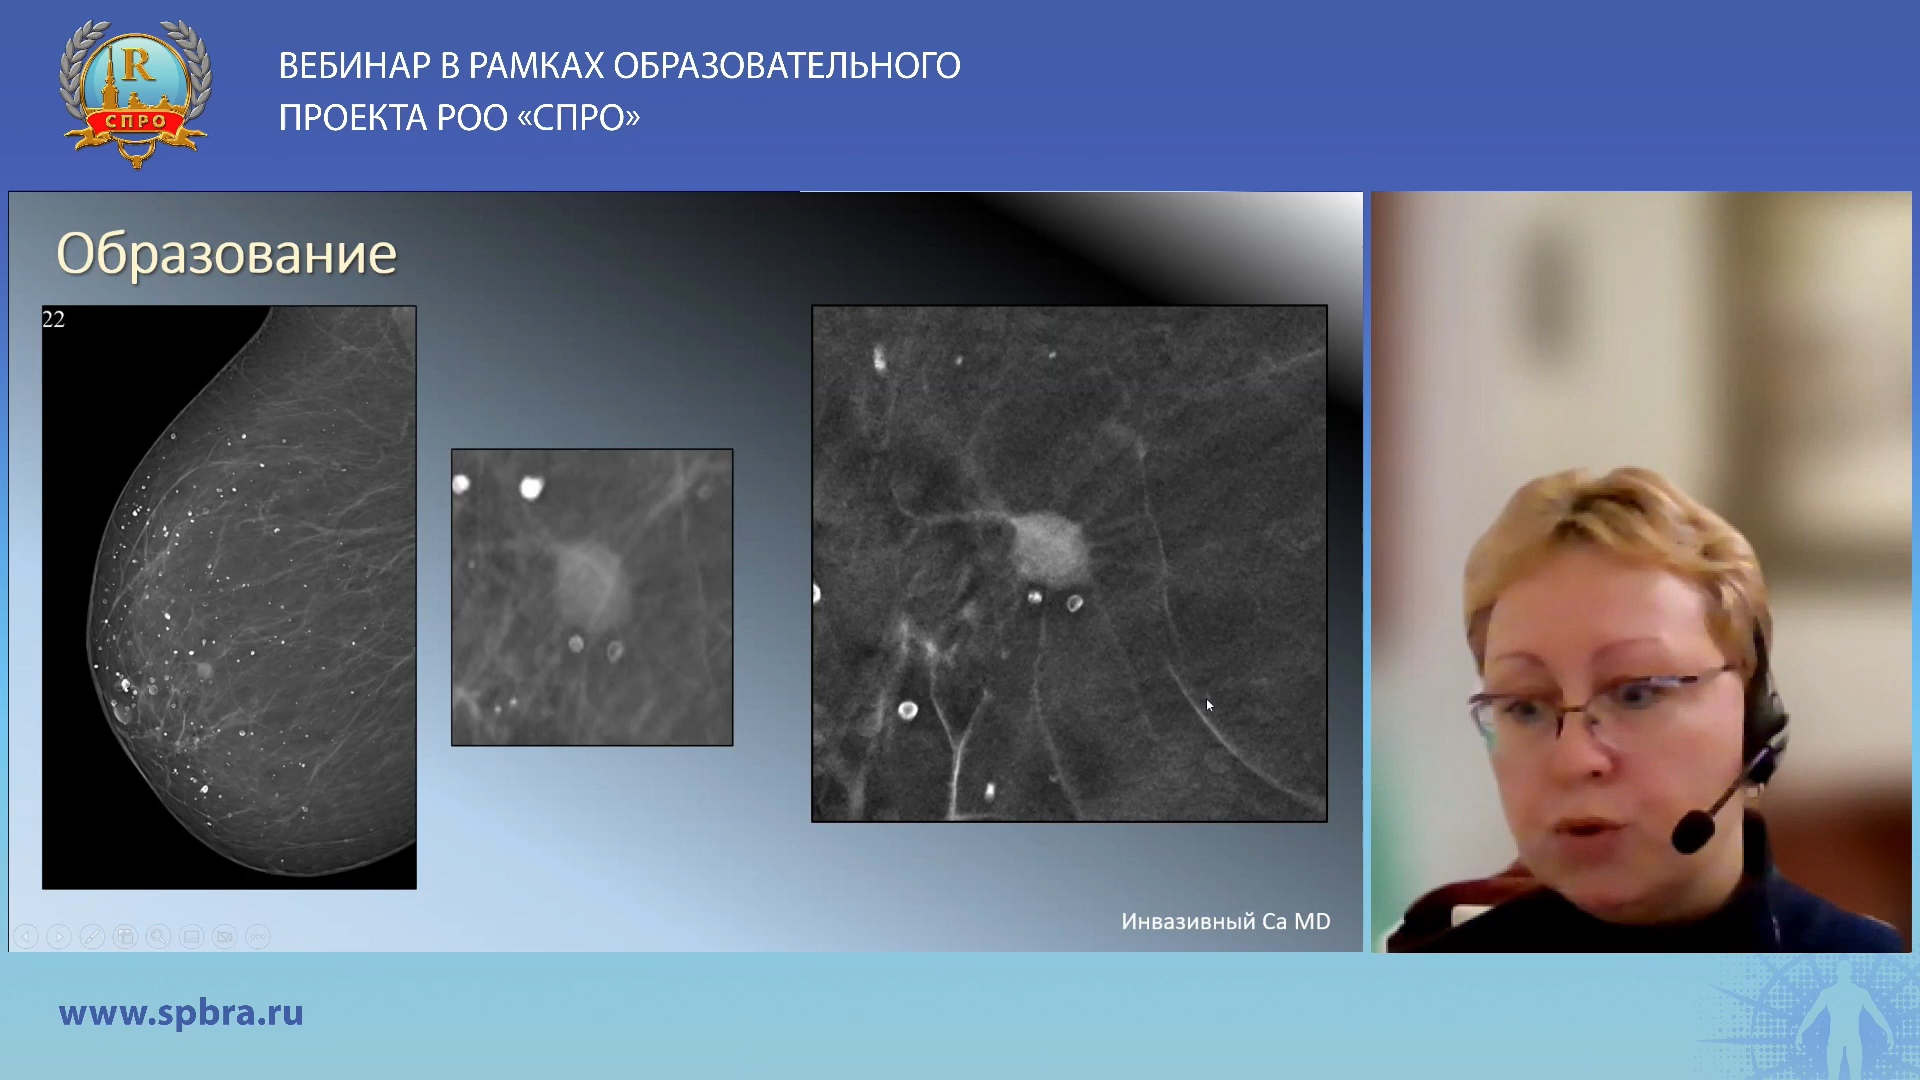 R
СПРО
ВЕБИНАР В РАМКАХ ОБРАЗОВАТЕЛЬНОГО
ПРОЕКТА РОО «СПРО»
Образование
22
Инвазивный Ca MD
www.spbra.ru